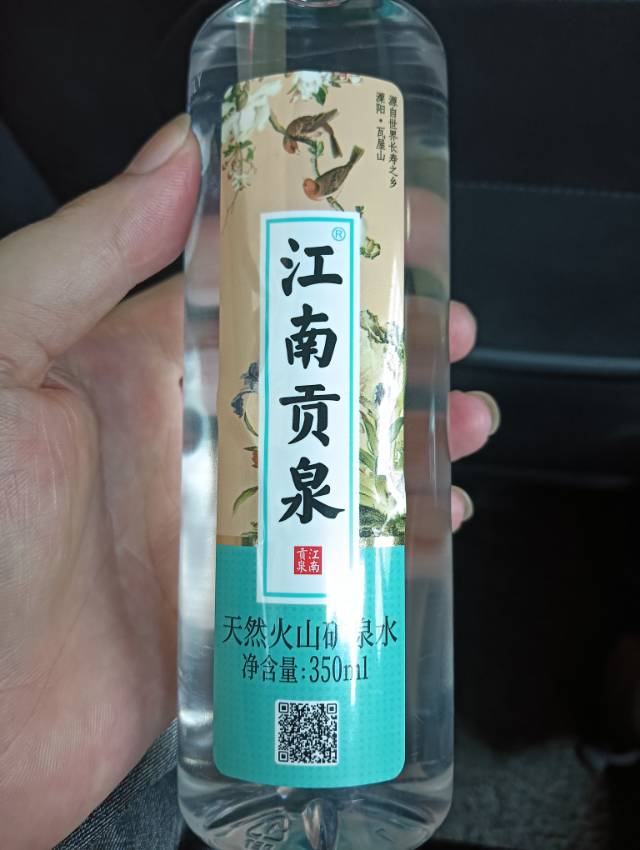 源自世界长寿之乡
溧阳·瓦屋山
江南贡泉
®
江南
贡泉
天然火山矿泉水
净含量:350ml